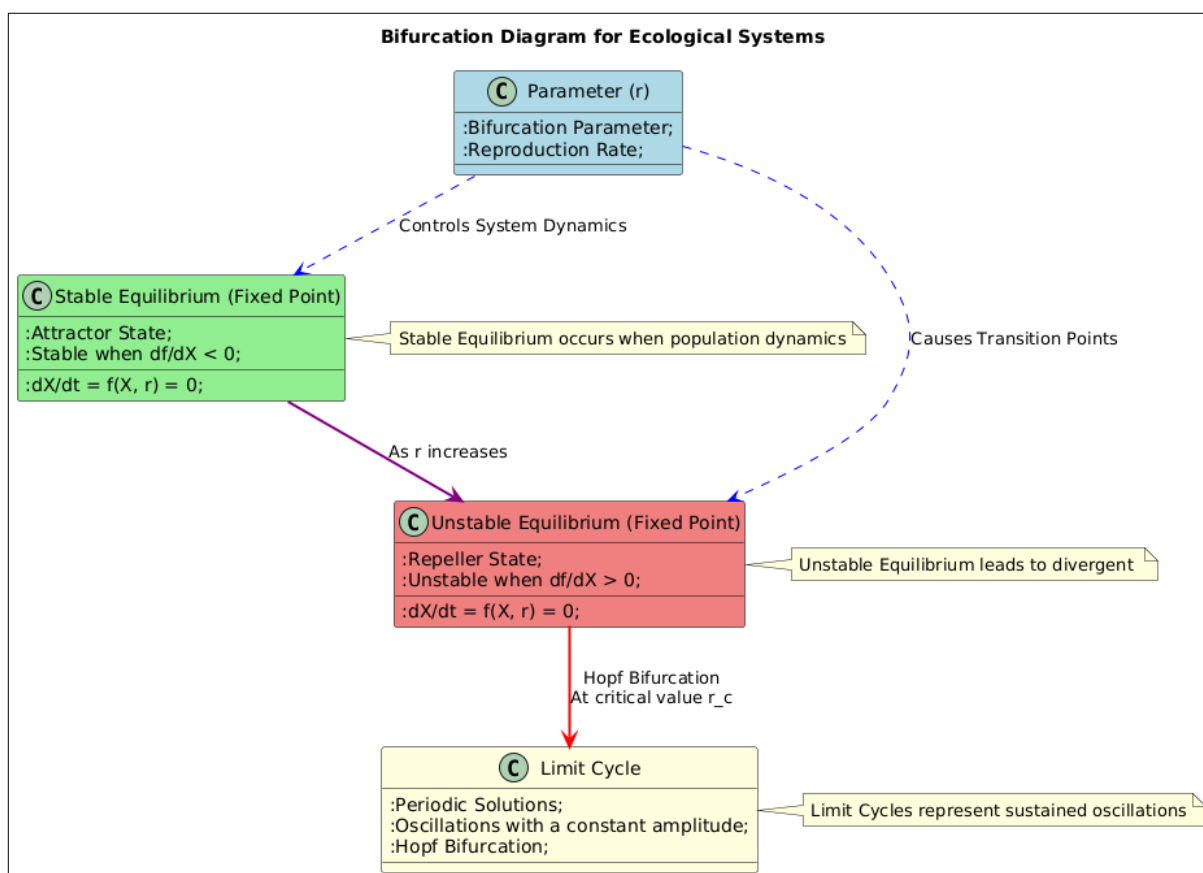 Bifurcation Diagram for Ecological Systems
C Parameter (r)
:Bifurcation Parameter;
:Reproduction Rate;
Controls System Dynamics
Causes Transition Points
C Stable Equilibrium (Fixed Point)
:Attractor State;
:Stable when df/dX < 0;
:dX/dt = f(X, r) = 0;
Stable Equilibrium occurs when population dynamics
As r increases
C Unstable Equilibrium (Fixed Point)
:Repeller State;
:Unstable when df/dX > 0;
:dX/dt = f(X, r) = 0;
Unstable Equilibrium leads to divergent
Hopf Bifurcation
At critical value r_c
C Limit Cycle
:Periodic Solutions;
:Oscillations with a constant amplitude;
:Hopf Bifurcation;
Limit Cycles represent sustained oscillations